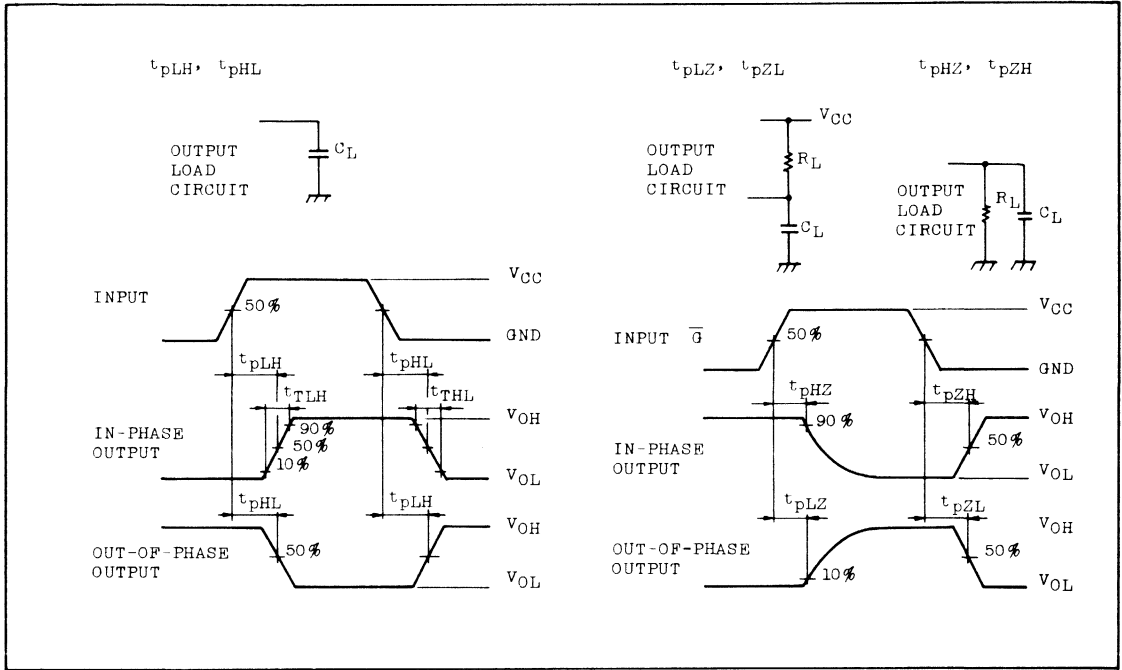 tpLH, tpHL
OUTPUT
LOAD
CIRCUIT
CL
INPUT
50%
VCC
GND
tpLH
tpHL
tTLH
tTHL
IN-PHASE
OUTPUT
90%
50%
10%
VOH
VOL
tpHL
tpLH
OUT-OF-PHASE
OUTPUT
50%
VOH
VOL
tpLZ, tpZL
VCC
OUTPUT
LOAD
CIRCUIT
RL
CL
tpHZ, tpZH
OUTPUT
LOAD
CIRCUIT
RL
CL
INPUT G̅
50%
VCC
GND
tpHZ
tpZH
IN-PHASE
OUTPUT
90%
50%
VOH
VOL
tpLZ
tpZL
OUT-OF-PHASE
OUTPUT
10%
50%
VOH
VOL